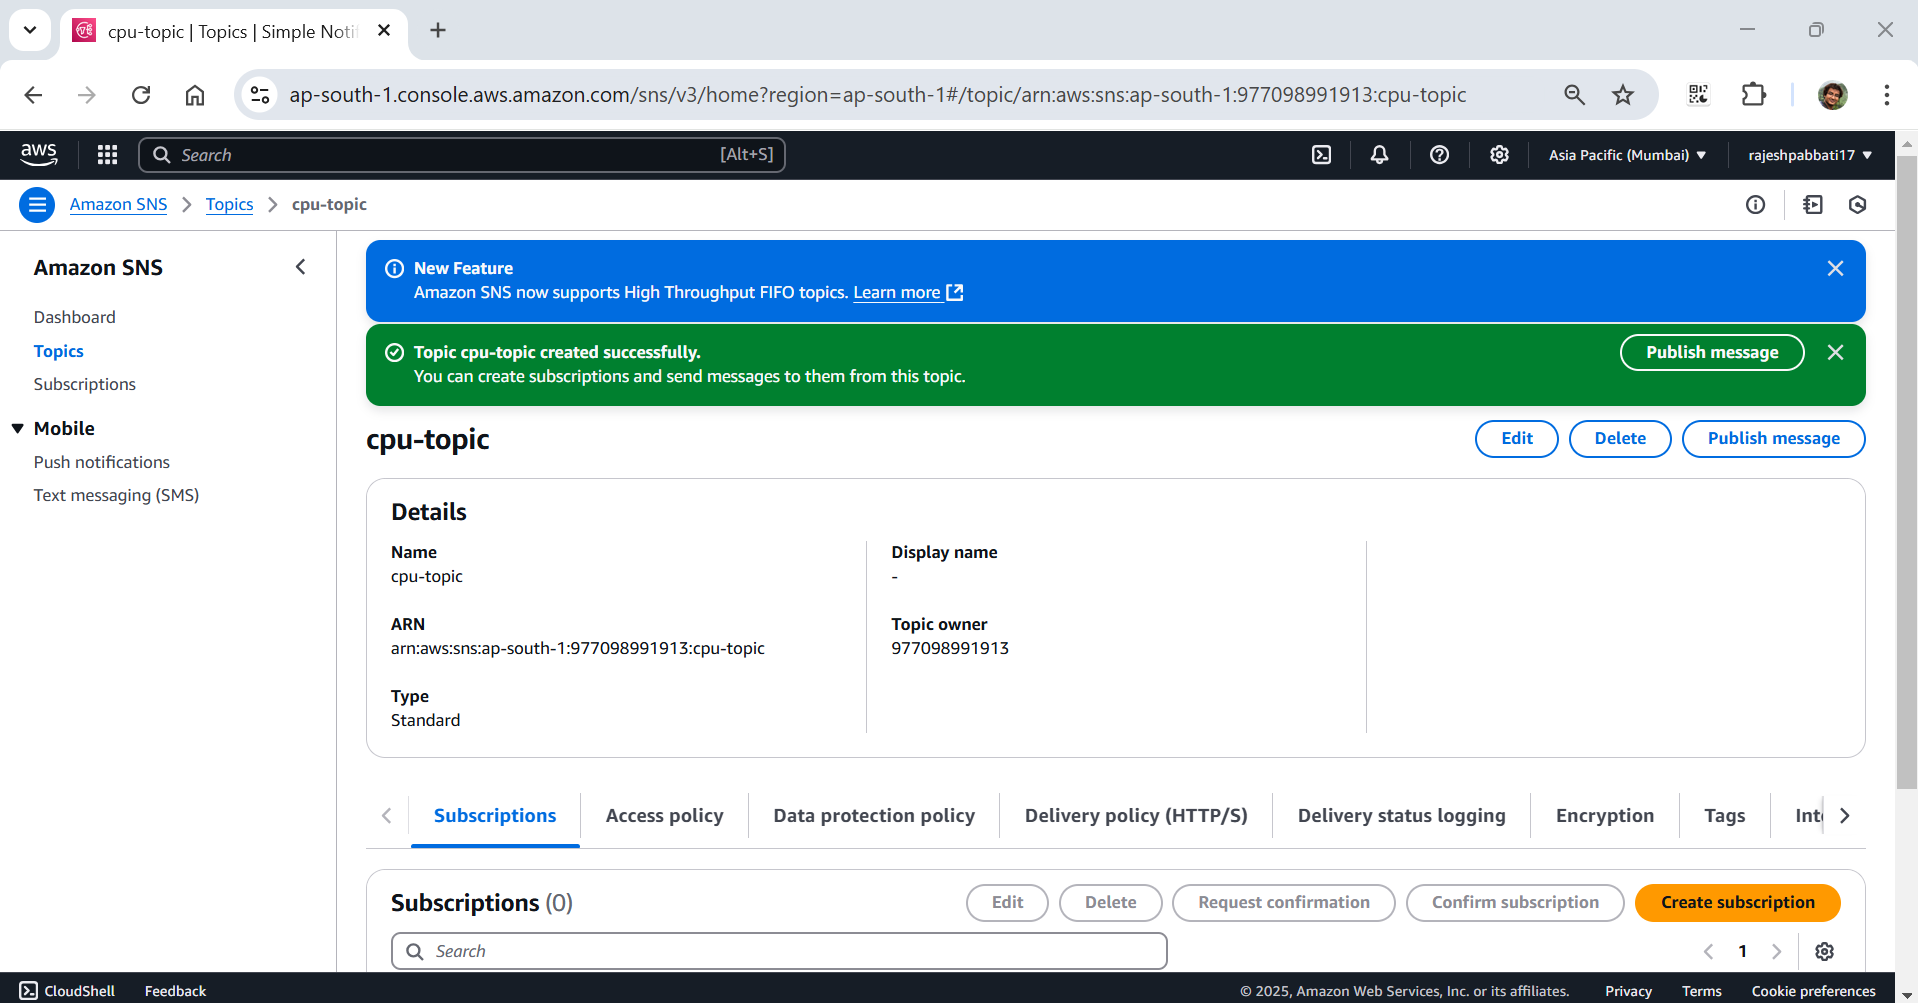 cpu-topic | Topics | Simple Notif
ap-south-1.console.aws.amazon.com/sns/v3/home?region=ap-south-1#/topic/arn:aws:sns:ap-south-1:977098991913:cpu-topic
aws Search [Alt+S] Asia Pacific (Mumbai) rajeshpabbati17
Amazon SNS Topics cpu-topic
Amazon SNS
Dashboard
Topics
Subscriptions
Mobile
Push notifications
Text messaging (SMS)
New Feature
Amazon SNS now supports High Throughput FIFO topics. Learn more
Topic cpu-topic created successfully. Publish message
You can create subscriptions and send messages to them from this topic.
cpu-topic Edit Delete Publish message
Details
Name Display name
cpu-topic -
ARN Topic owner
arn:aws:sns:ap-south-1:977098991913:cpu-topic 977098991913
Type
Standard
Subscriptions Access policy Data protection policy Delivery policy (HTTP/S) Delivery status logging Encryption Tags Int
Subscriptions (0) Edit Delete Request confirmation Confirm subscription Create subscription
Search 1
CloudShell Feedback © 2025, Amazon Web Services, Inc. or its affiliates. Privacy Terms Cookie preferences